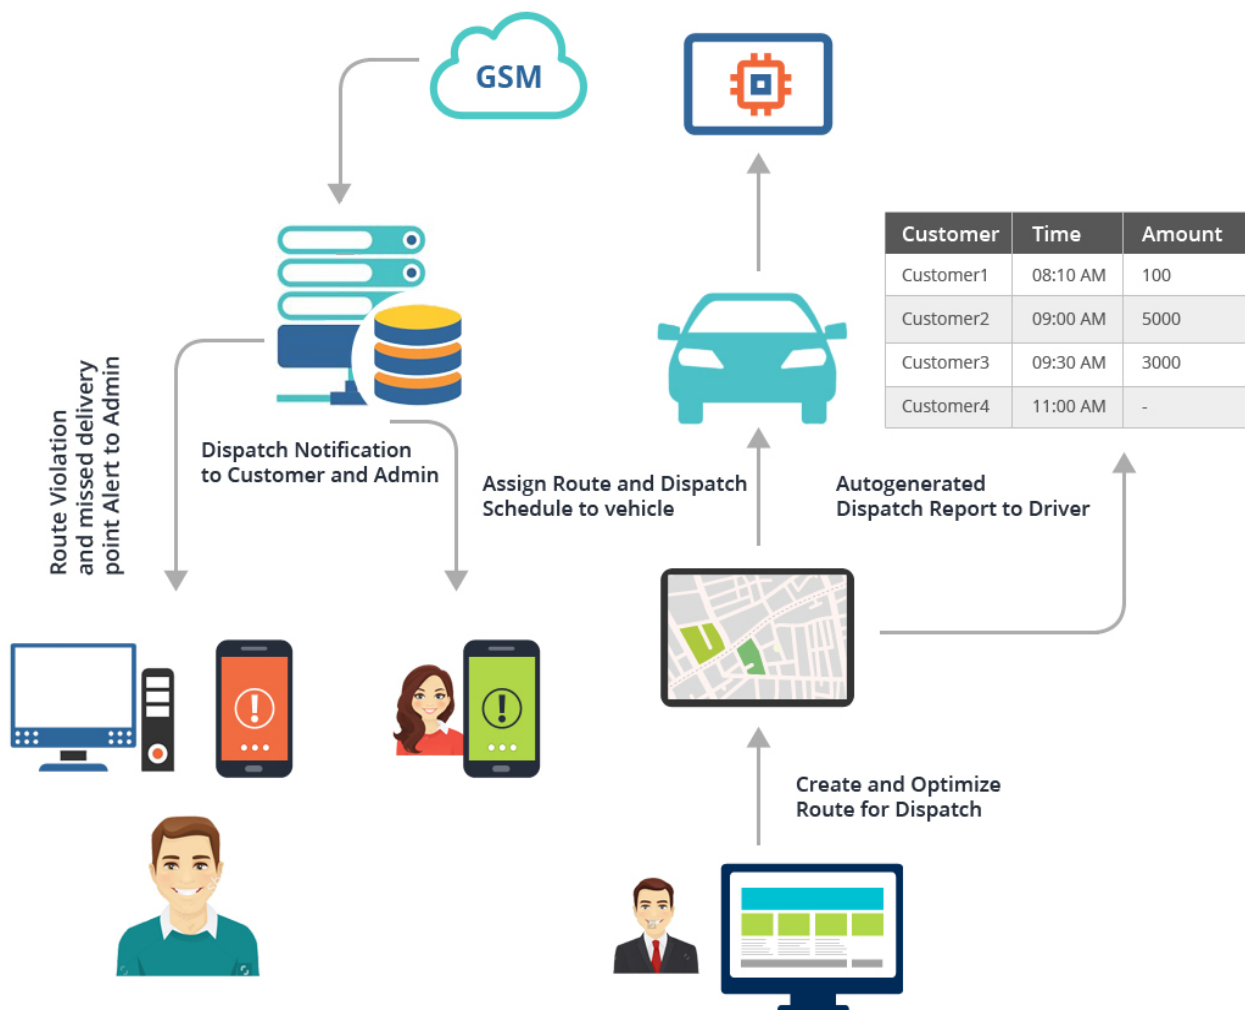 GSM
Customer Time Amount
Customer1 08:10 AM 100
Customer2 09:00 AM 5000
Customer3 09:30 AM 3000
Customer4 11:00 AM -
Route Violation
and missed delivery
point Alert to Admin
Dispatch Notification
to Customer and Admin
Assign Route and Dispatch
Schedule to vehicle
Autogenerated
Dispatch Report to Driver
Create and Optimize
Route for Dispatch